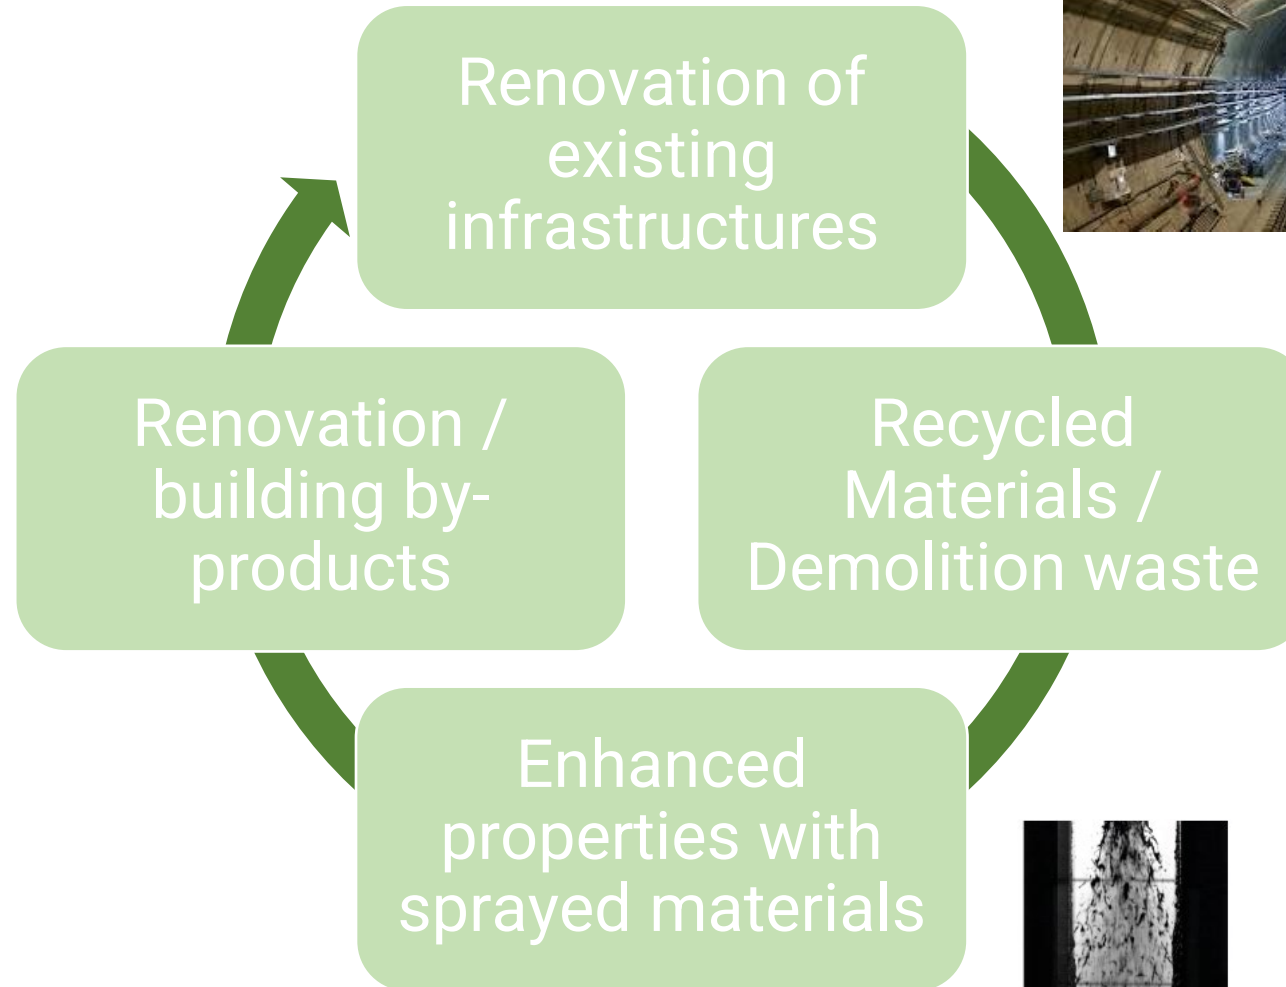 Renovation of
existing
infrastructures
Renovation /
building by-
products
Recycled
Materials /
Demolition waste
Enhanced
properties with
sprayed materials